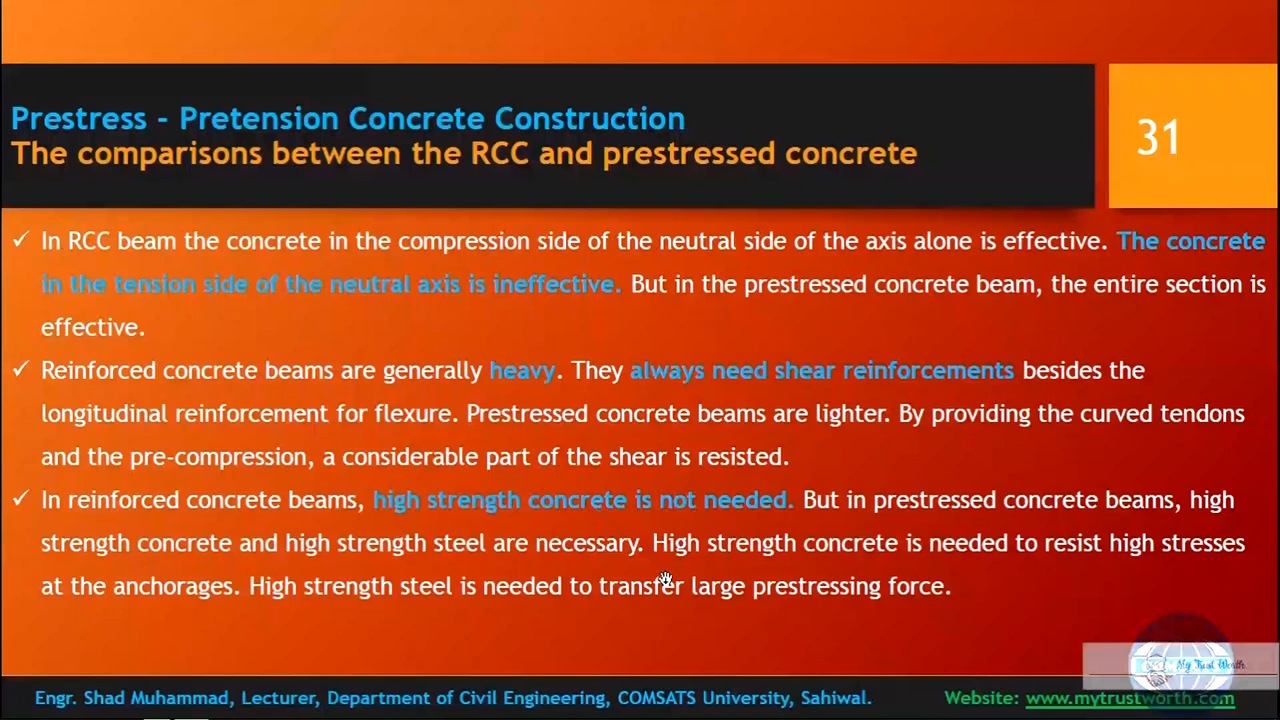 Prestress - Pretension Concrete Construction
The comparisons between the RCC and prestressed concrete
31
✓ In RCC beam the concrete in the compression side of the neutral side of the axis alone is effective. The concrete
in the tension side of the neutral axis is ineffective. But in the prestressed concrete beam, the entire section is
effective.
✓ Reinforced concrete beams are generally heavy. They always need shear reinforcements besides the
longitudinal reinforcement for flexure. Prestressed concrete beams are lighter. By providing the curved tendons
and the pre-compression, a considerable part of the shear is resisted.
✓ In reinforced concrete beams, high strength concrete is not needed. But in prestressed concrete beams, high
strength concrete and high strength steel are necessary. High strength concrete is needed to resist high stresses
at the anchorages. High strength steel is needed to transfer large prestressing force.
My Trust Worth
Engr. Shad Muhammad, Lecturer, Department of Civil Engineering, COMSATS University, Sahiwal.
Website: www.mytrustworth.com